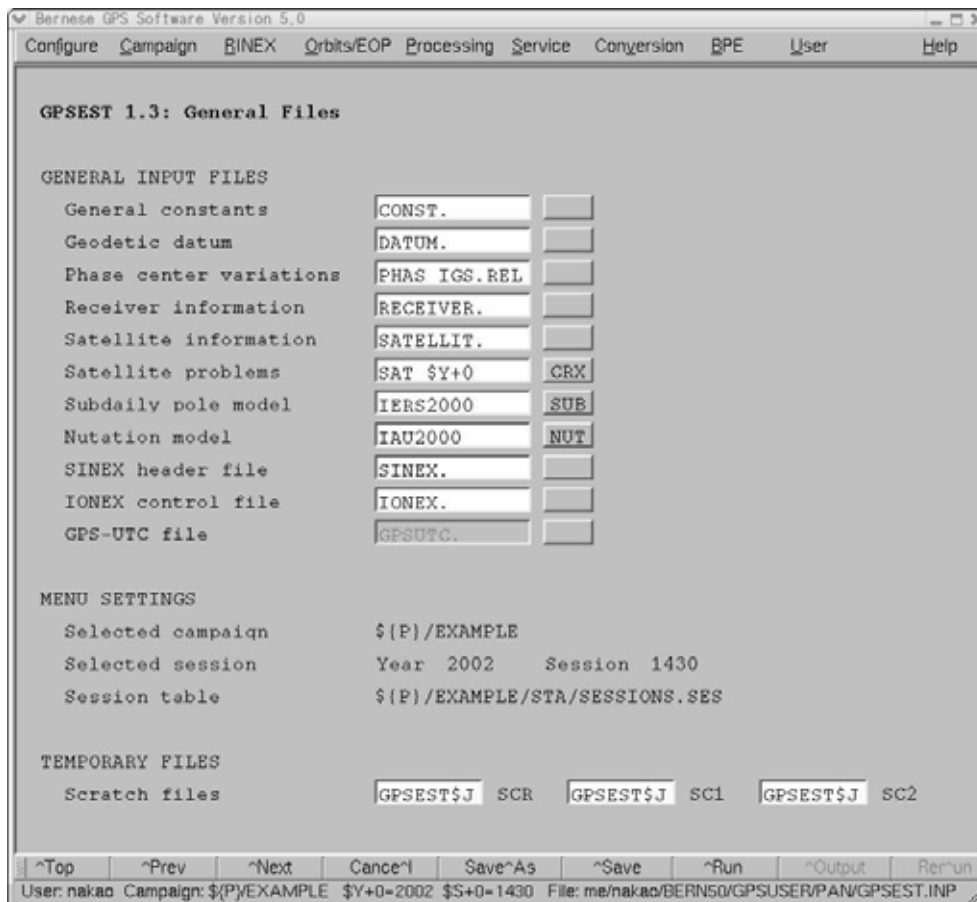 Bernese GPS Software Version 5.0
Configure Campaign RINEX Orbits/EOP Processing Service Conversion BPE User Help
GPSEST 1.3: General Files
GENERAL INPUT FILES
General constants CONST.
Geodetic datum DATUM.
Phase center variations PHAS IGS.REL
Receiver information RECEIVER.
Satellite information SATELLIT.
Satellite problems SAT $Y+0 CRX
Subdaily pole model IERS2000 SUB
Nutation model IAU2000 NUT
SINEX header file SINEX.
IONEX control file IONEX.
GPS-UTC file GPSUTC.
MENU SETTINGS
Selected campaign ${P}/EXAMPLE
Selected session Year 2002 Session 1430
Session table ${P}/EXAMPLE/STA/SESSIONS.SES
TEMPORARY FILES
Scratch files GPSEST$J SCR GPSEST$J SC1 GPSEST$J SC2
^Top ^Prev ^Next Cance^l Save^As ^Save ^Run ^Output Rer^un
User: nakao Campaign: ${P}/EXAMPLE $Y+0=2002 $S+0=1430 File: me/nakao/BERN50/GPSUSER/PAN/GPSEST.INP